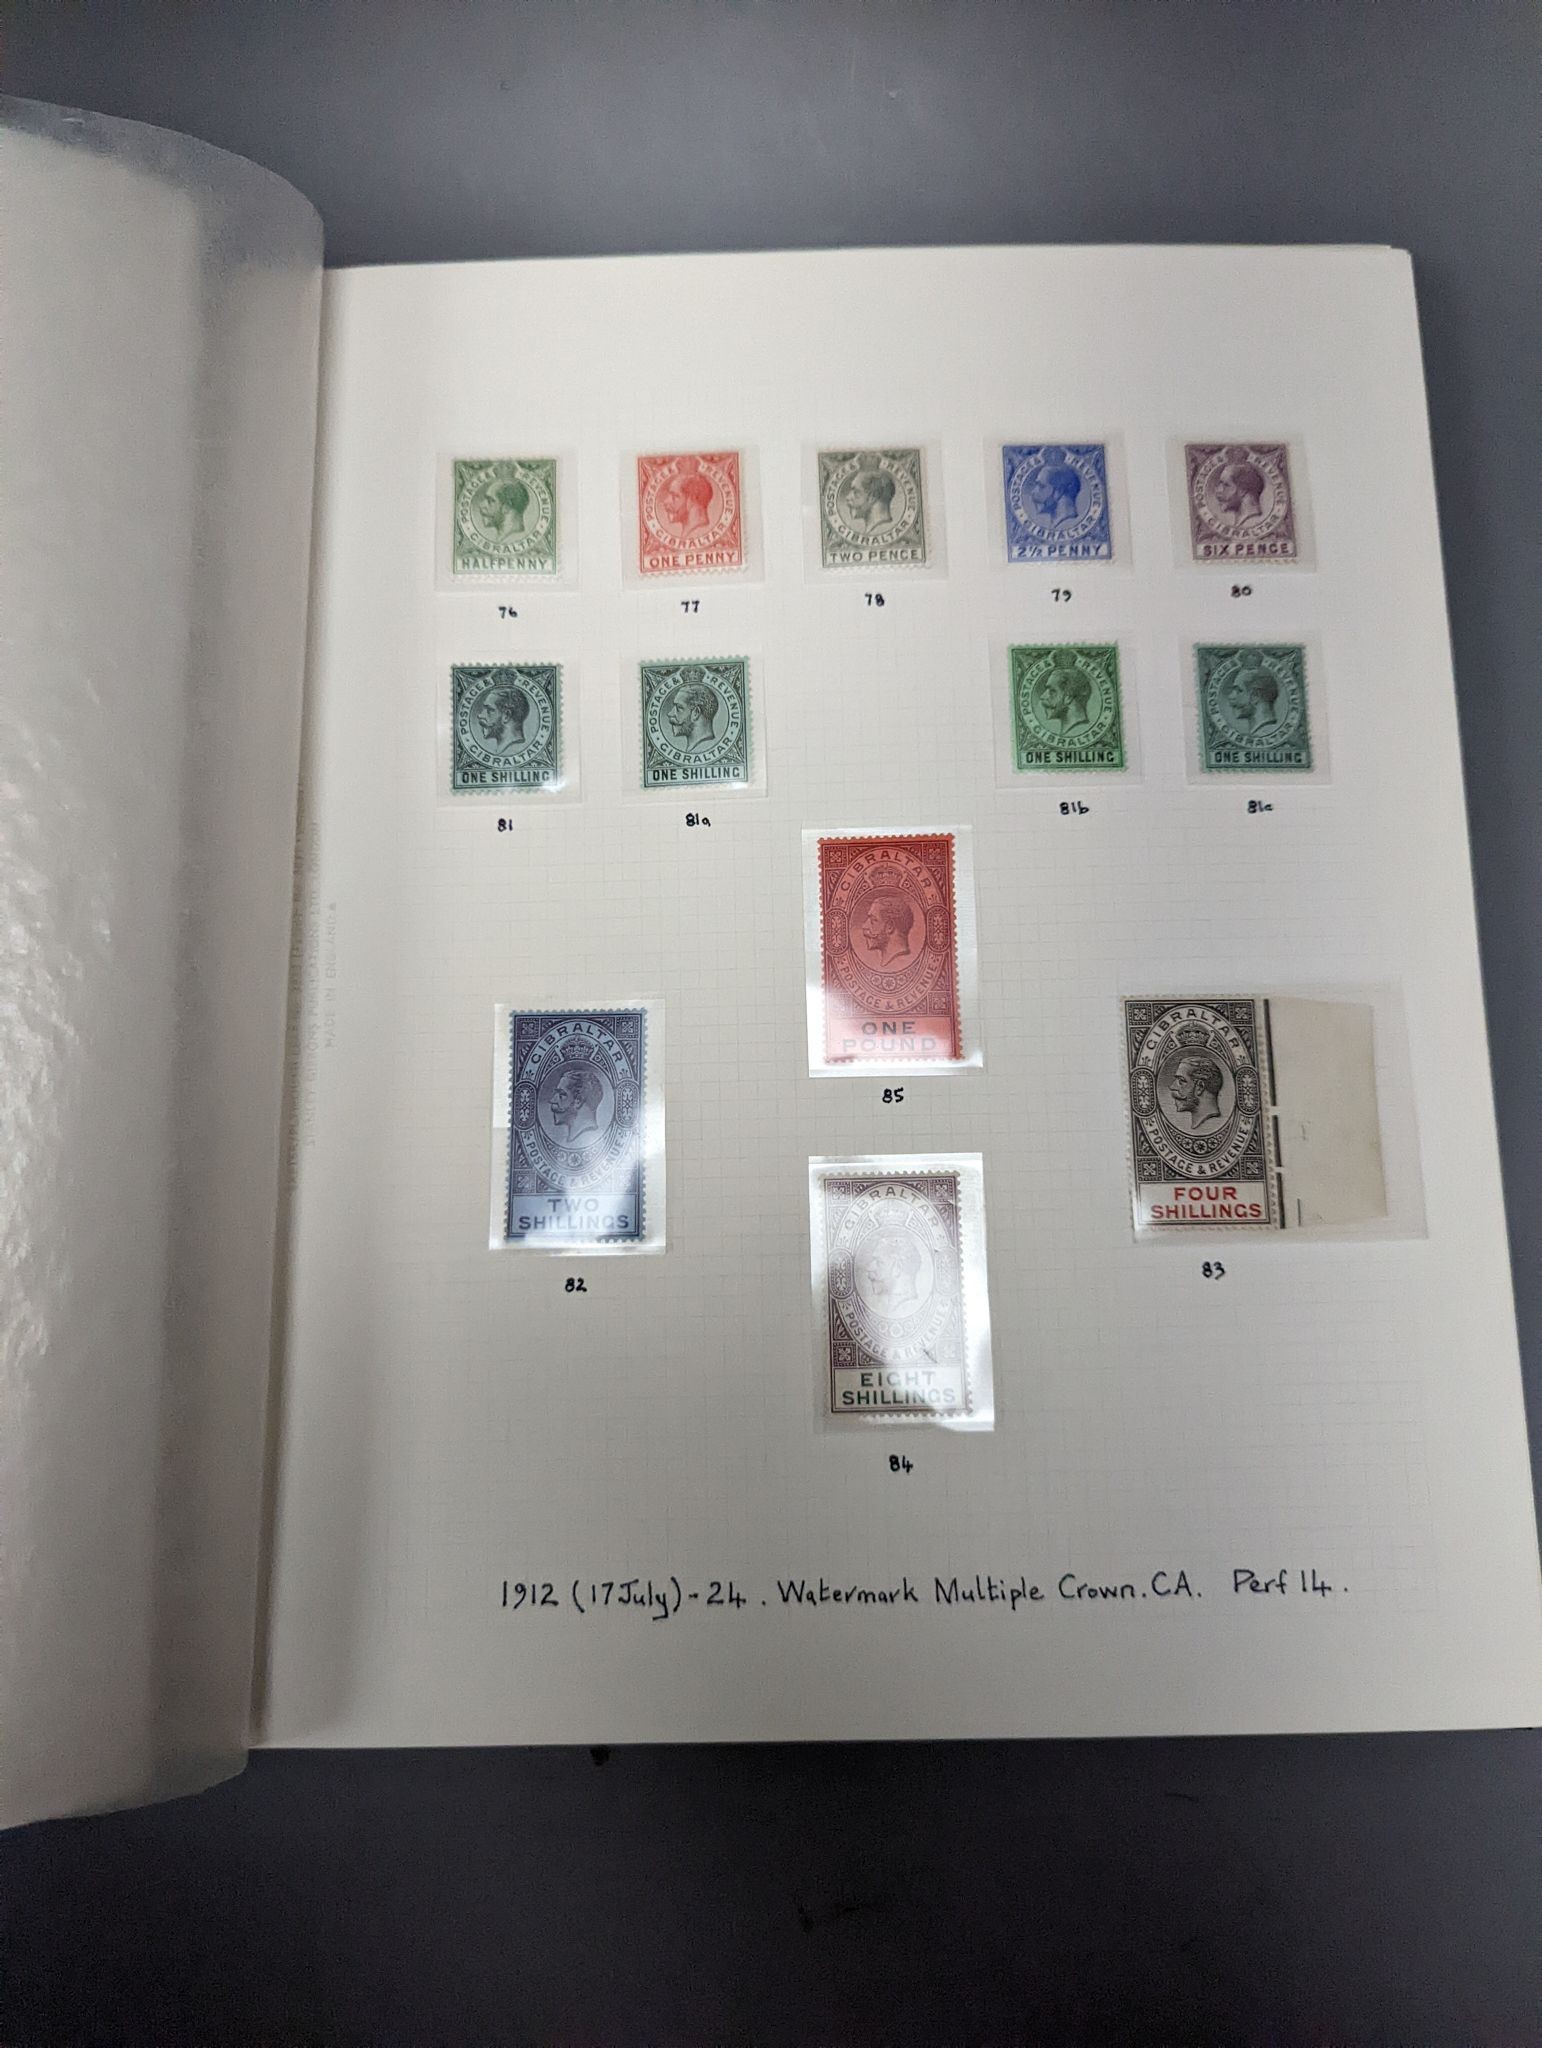 POSTAGE & REVENUE
GIBRALTAR
HALFPENNY
POSTAGE & REVENUE
GIBRALTAR
ONE PENNY
POSTAGE & REVENUE
GIBRALTAR
TWO PENCE
POSTAGE & REVENUE
GIBRALTAR
2½ PENNY
POSTAGE & REVENUE
GIBRALTAR
SIX PENCE
76
77
78
79
80
POSTAGE & REVENUE
GIBRALTAR
ONE SHILLING
POSTAGE & REVENUE
GIBRALTAR
ONE SHILLING
POSTAGE & REVENUE
GIBRALTAR
ONE SHILLING
POSTAGE & REVENUE
GIBRALTAR
ONE SHILLING
81
81a
81b
81c
GIBRALTAR
POSTAGE & REVENUE
ONE
POUND
85
GIBRALTAR
POSTAGE & REVENUE
TWO
SHILLINGS
82
GIBRALTAR
POSTAGE & REVENUE
FOUR
SHILLINGS
83
GIBRALTAR
POSTAGE & REVENUE
EIGHT
SHILLINGS
84
1912 (17 July) - 24 . Watermark Multiple Crown. CA. Perf 14 .
MADE IN ENGLAND